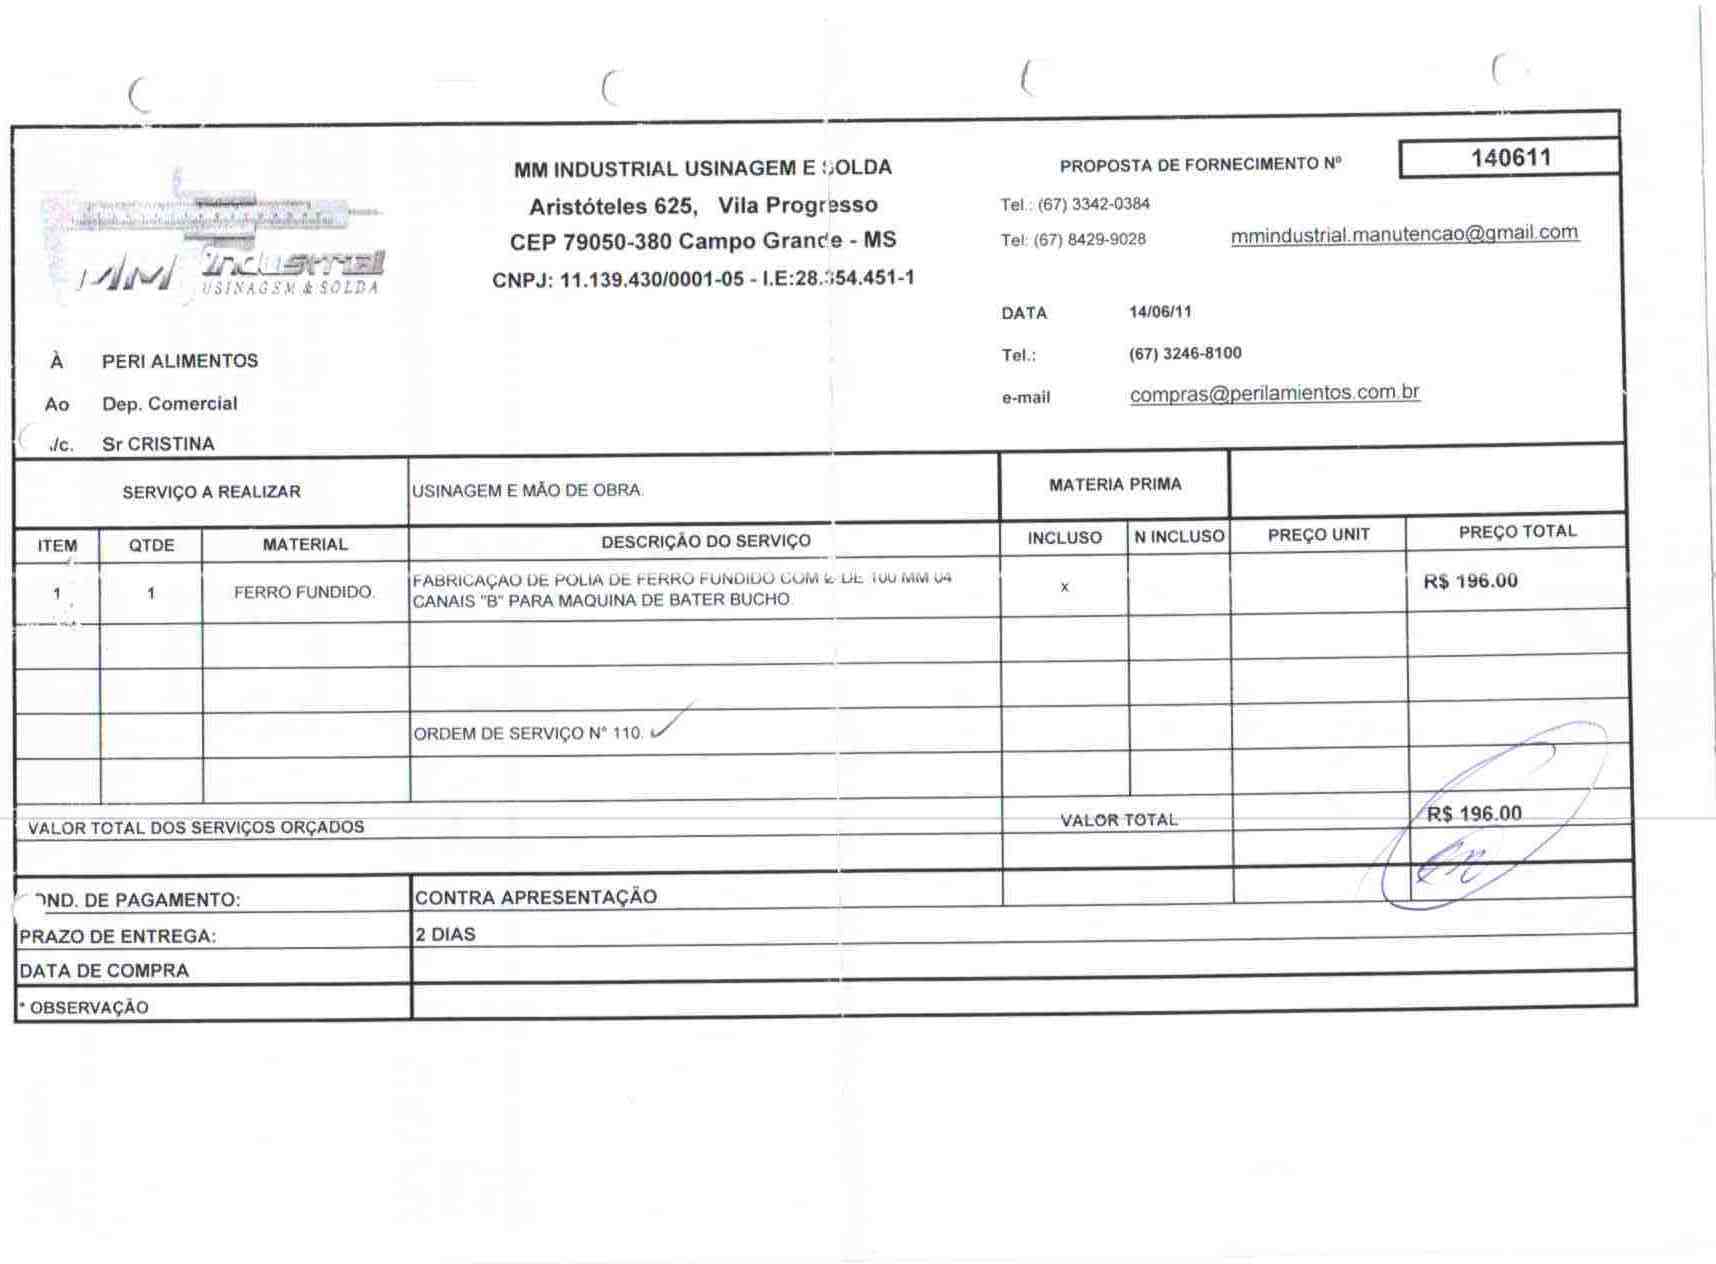 MM INDUSTRIAL USINAGEM E SOLDA
PROPOSTA DE FORNECIMENTO Nº 140611
Aristóteles 625, Vila Progresso
Tel.: (67) 3342-0384
CEP 79050-380 Campo Grande - MS
Tel: (67) 8429-9028 mmindustrial.manutencao@gmail.com
MM Industrial
USINAGEM & SOLDA
CNPJ: 11.139.430/0001-05 - I.E:28.354.451-1
DATA 14/06/11
À PERI ALIMENTOS
Tel.: (67) 3246-8100
Ao Dep. Comercial
e-mail compras@perilamientos.com.br
/c. Sr CRISTINA
SERVIÇO A REALIZAR USINAGEM E MÃO DE OBRA. MATERIA PRIMA
ITEM QTDE MATERIAL DESCRIÇÃO DO SERVIÇO INCLUSO N INCLUSO PREÇO UNIT PREÇO TOTAL
1 1 FERRO FUNDIDO. FABRICAÇÃO DE POLIA DE FERRO FUNDIDO COM DE 100 MM 04 x R$ 196.00
CANAIS "B" PARA MAQUINA DE BATER BUCHO.
ORDEM DE SERVIÇO N° 110.
VALOR TOTAL DOS SERVIÇOS ORÇADOS VALOR TOTAL R$ 196.00
OND. DE PAGAMENTO: CONTRA APRESENTAÇÃO
PRAZO DE ENTREGA: 2 DIAS
DATA DE COMPRA
* OBSERVAÇÃO